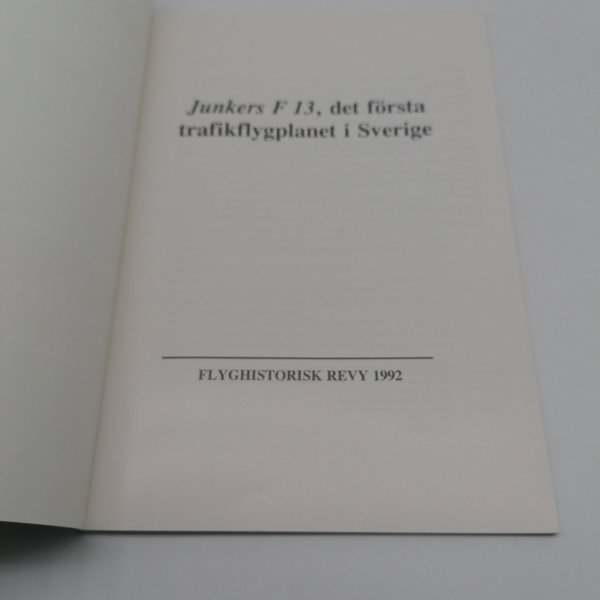 Junkers F 13, det första
trafikflygplanet i Sverige
FLYGHISTORISK REVY 1992